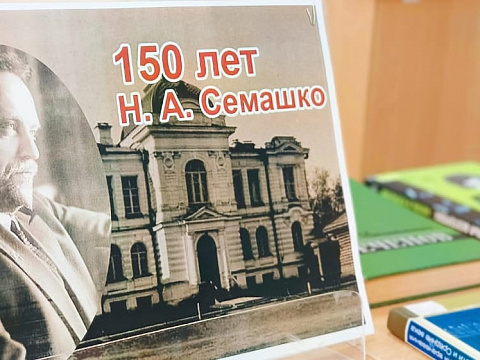 150 лет
Н. А. Семашко